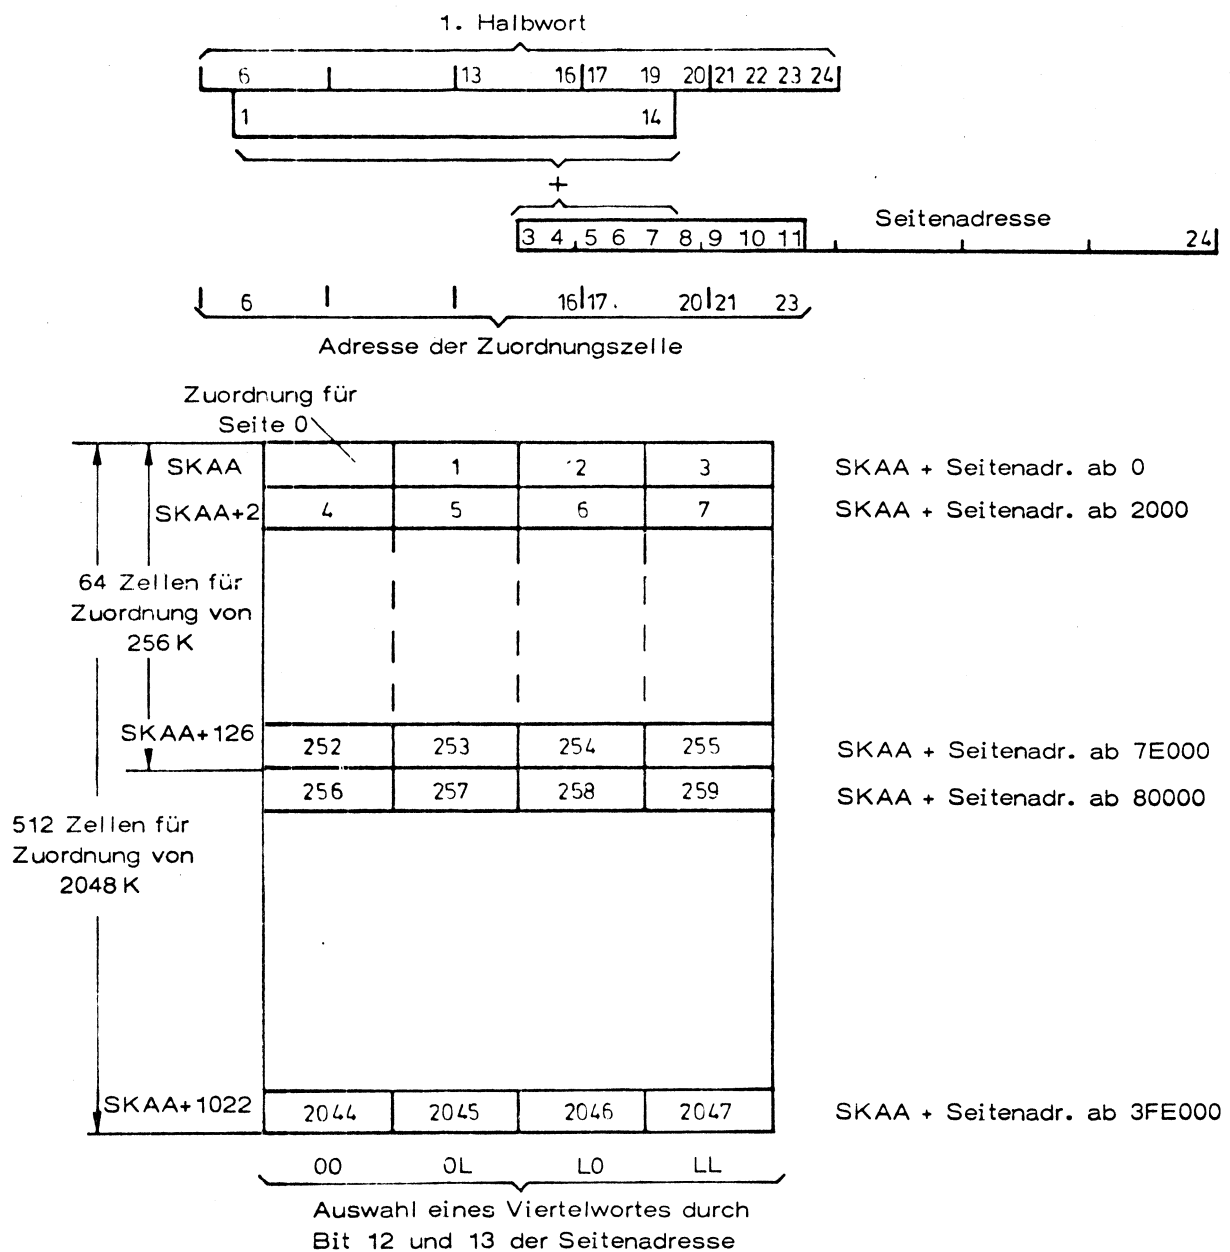 1. Halbwort
6 13 16 17 19 20 21 22 23 24
1 14
+
Seitenadresse
3 4 5 6 7 8 9 10 11 24
6 16 17 20 21 23
Adresse der Zuordnungszelle
Zuordnung für
Seite 0
SKAA 1 2 3 SKAA + Seitenadr. ab 0
SKAA+2 4 5 6 7 SKAA + Seitenadr. ab 2000
64 Zellen für
Zuordnung von
256 K
SKAA+126 252 253 254 255 SKAA + Seitenadr. ab 7E000
256 257 258 259 SKAA + Seitenadr. ab 80000
512 Zellen für
Zuordnung von
2048 K
SKAA+1022 2044 2045 2046 2047 SKAA + Seitenadr. ab 3FE000
00 0L L0 LL
Auswahl eines Viertelwortes durch
Bit 12 und 13 der Seitenadresse